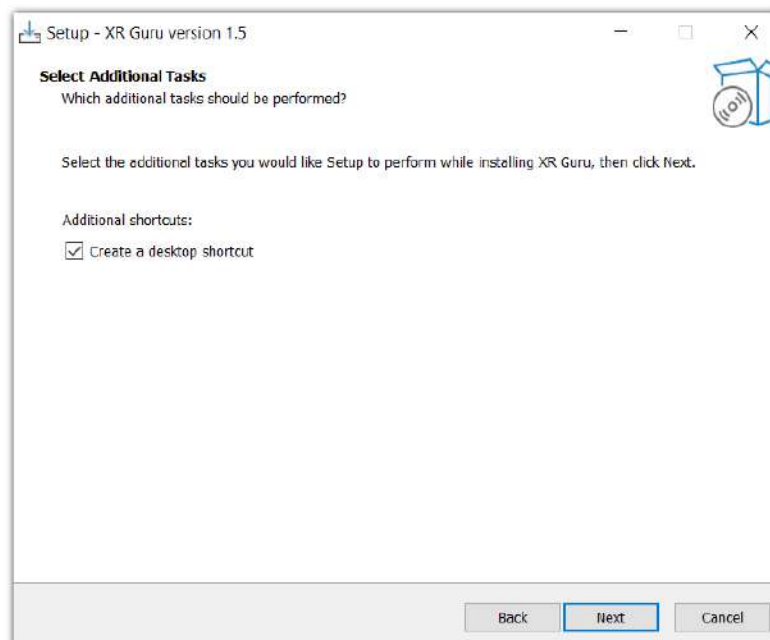 Setup - XR Guru version 1.5
Select Additional Tasks
Which additional tasks should be performed?
Select the additional tasks you would like Setup to perform while installing XR Guru, then click Next.
Additional shortcuts:
Create a desktop shortcut
Back Next Cancel